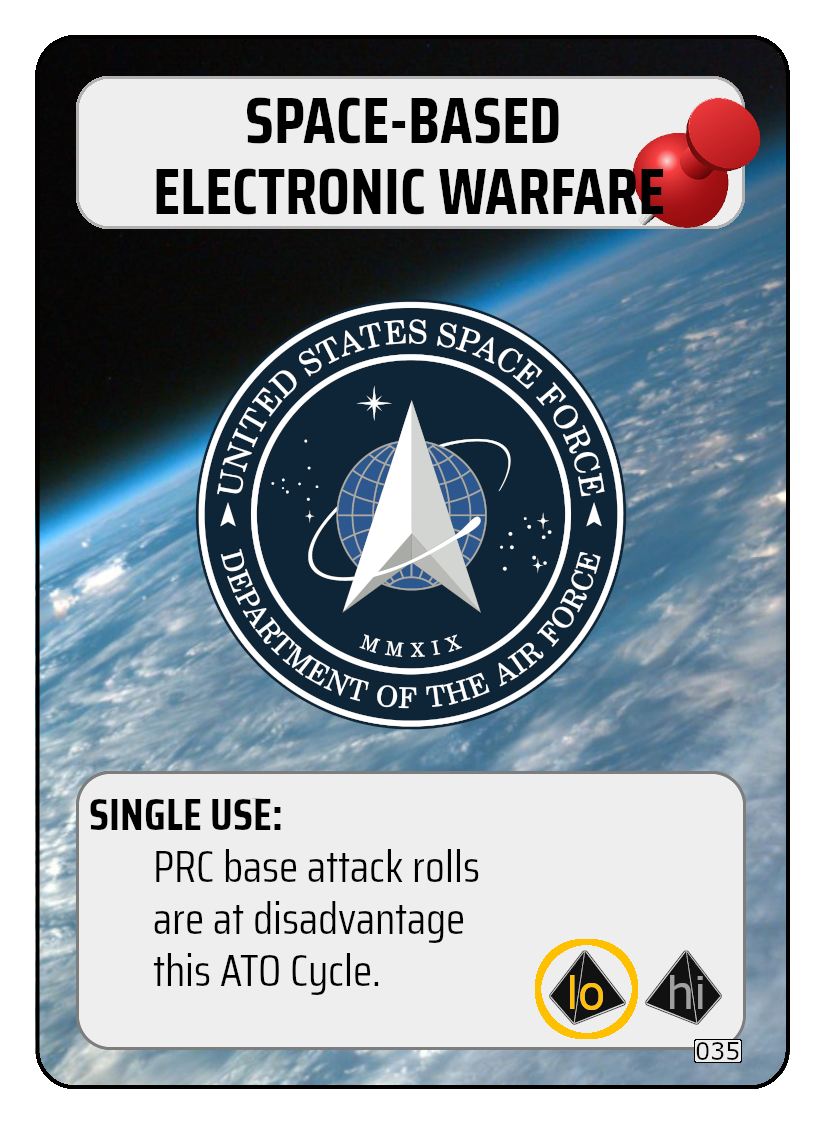 SPACE-BASED
ELECTRONIC WARFARE
UNITED STATES SPACE FORCE
MMXIX
DEPARTMENT OF THE AIR FORCE
SINGLE USE:
PRC base attack rolls
are at disadvantage
this ATO Cycle.
lo hi
035